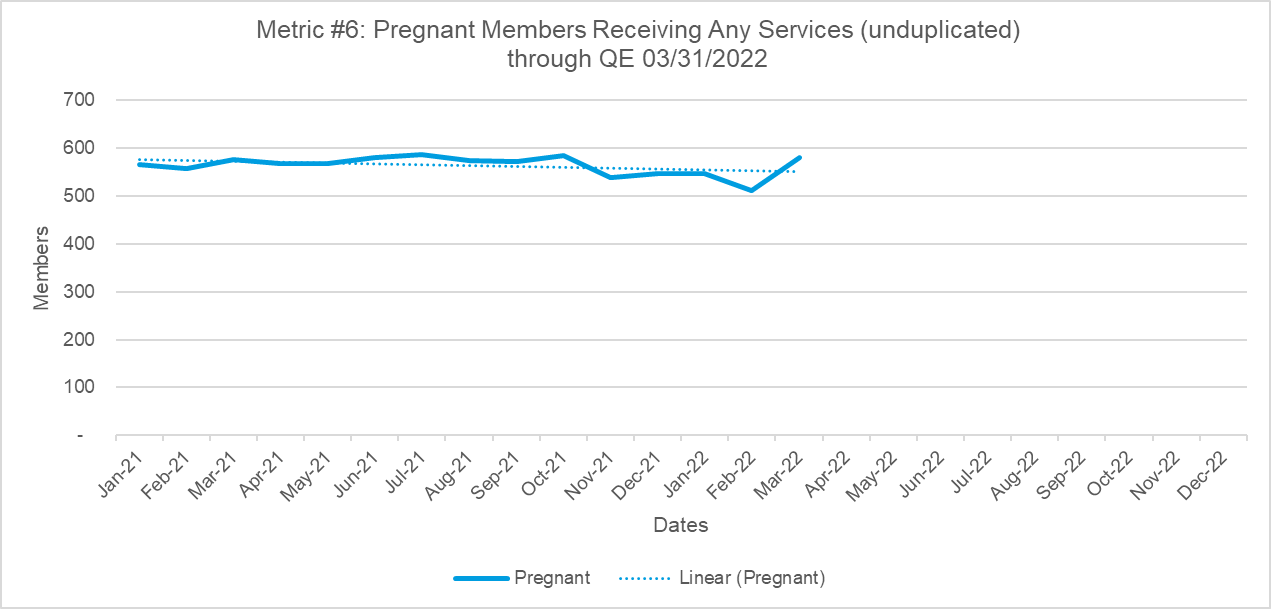 Metric #6: Pregnant Members Receiving Any Services (unduplicated)
through QE 03/31/2022
700
600
500
400
300
200
100
-
Members
Jan-21
Feb-21
Mar-21
Apr-21
May-21
Jun-21
Jul-21
Aug-21
Sep-21
Oct-21
Nov-21
Dec-21
Jan-22
Feb-22
Mar-22
Apr-22
May-22
Jun-22
Jul-22
Aug-22
Sep-22
Oct-22
Nov-22
Dec-22
Dates
Pregnant
Linear (Pregnant)